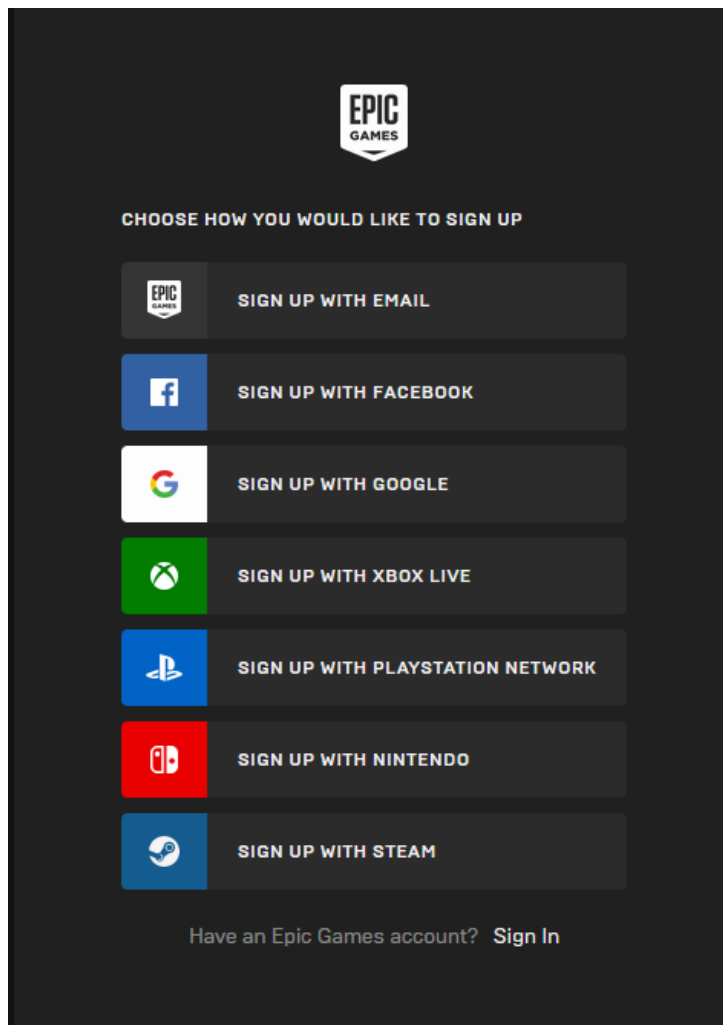 EPIC
GAMES
CHOOSE HOW YOU WOULD LIKE TO SIGN UP
EPIC
GAMES
SIGN UP WITH EMAIL
f
SIGN UP WITH FACEBOOK
G
SIGN UP WITH GOOGLE
SIGN UP WITH XBOX LIVE
SIGN UP WITH PLAYSTATION NETWORK
SIGN UP WITH NINTENDO
SIGN UP WITH STEAM
Have an Epic Games account? Sign In